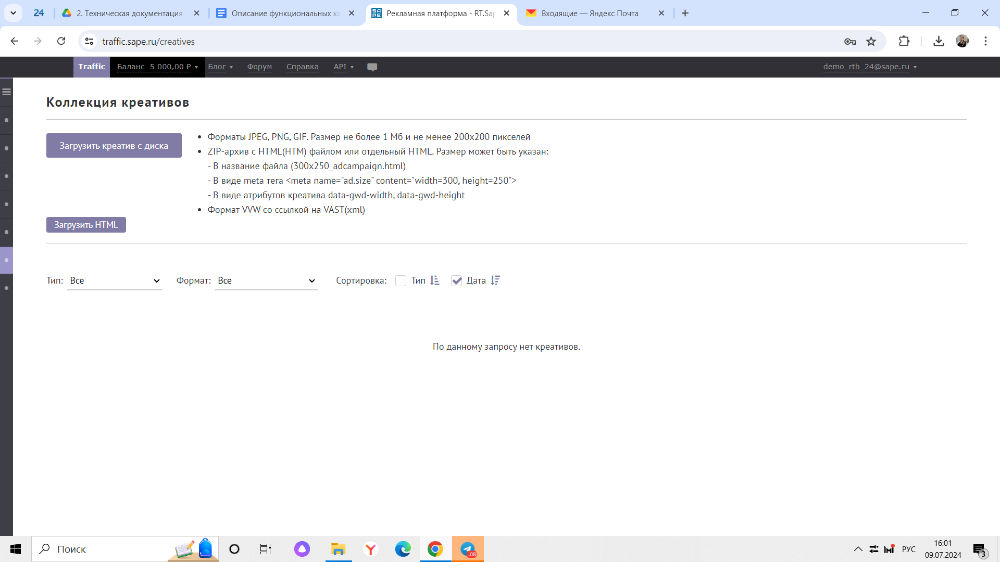 24
2. Техническая документация
Описание функциональных ха
Рекламная платформа - RT.Sap
Входящие — Яндекс Почта
traffic.sape.ru/creatives
Traffic
Баланс 5 000,00 ₽
Блог
Форум
Справка
API
demo_rtb_24@sape.ru
Коллекция креативов
Загрузить креатив с диска
Форматы JPEG, PNG, GIF. Размер не более 1 Мб и не менее 200x200 пикселей
ZIP-архив с HTML(HTM) файлом или отдельный HTML. Размер может быть указан:
- В название файла (300x250_adcampaign.html)
- В виде meta тега <meta name="ad.size" content="width=300, height=250">
- В виде атрибутов креатива data-gwd-width, data-gwd-height
Формат VVW со ссылкой на VAST(xml)
Загрузить HTML
Тип: Все
Формат: Все
Сортировка: Тип Дата
По данному запросу нет креативов.
Поиск
..08
РУС
16:01
09.07.2024
3